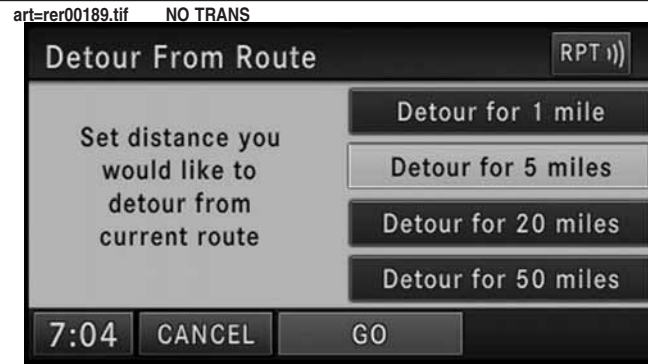 art=rer00189.tif NO TRANS
Detour From Route
RPT
Set distance you
would like to
detour from
current route
Detour for 1 mile
Detour for 5 miles
Detour for 20 miles
Detour for 50 miles
7:04 CANCEL GO